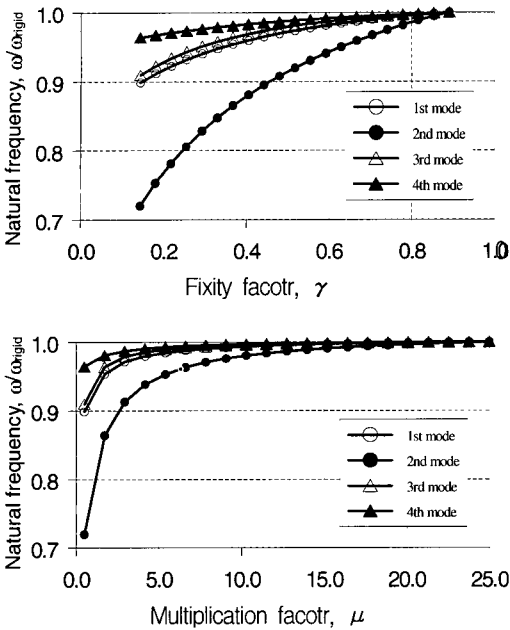 Natural frequency, ω/ωrigid
1.0
0.9
0.8
0.7
1st mode
2nd mode
3rd mode
4th mode
0.0 0.2 0.4 0.6 0.8 1.0
Fixity facotr, γ
Natural frequency, ω/ωrigid
1.0
0.9
0.8
0.7
1st mode
2nd mode
3rd mode
4th mode
0.0 5.0 10.0 15.0 20.0 25.0
Multiplication facotr, μ